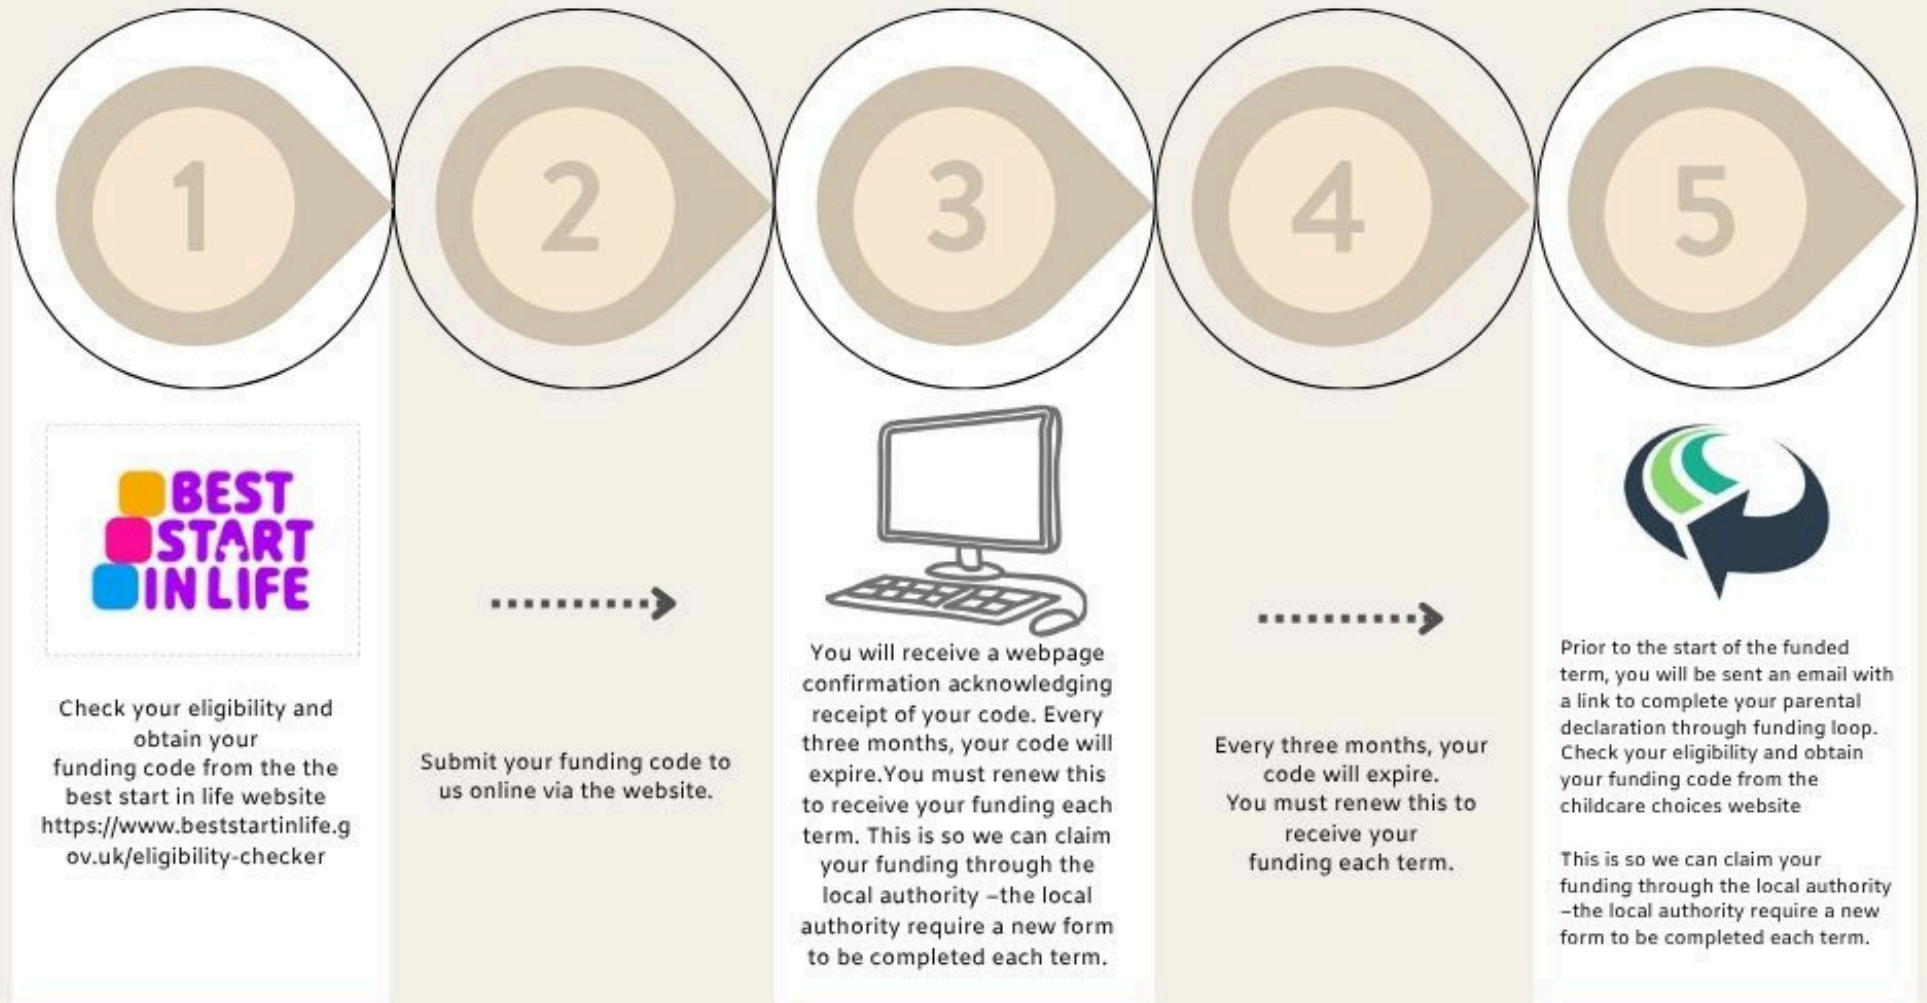 1
2
3
4
5
BEST
START
IN LIFE
Check your eligibility and
obtain your
funding code from the the
best start in life website
https://www.beststartinlife.g
ov.uk/eligibility-checker
Submit your funding code to
us online via the website.
You will receive a webpage
confirmation acknowledging
receipt of your code. Every
three months, your code will
expire.You must renew this
to receive your funding each
term. This is so we can claim
your funding through the
local authority –the local
authority require a new form
to be completed each term.
Every three months, your
code will expire.
You must renew this to
receive your
funding each term.
Prior to the start of the funded
term, you will be sent an email with
a link to complete your parental
declaration through funding loop.
Check your eligibility and obtain
your funding code from the
childcare choices website
This is so we can claim your
funding through the local authority
–the local authority require a new
form to be completed each term.